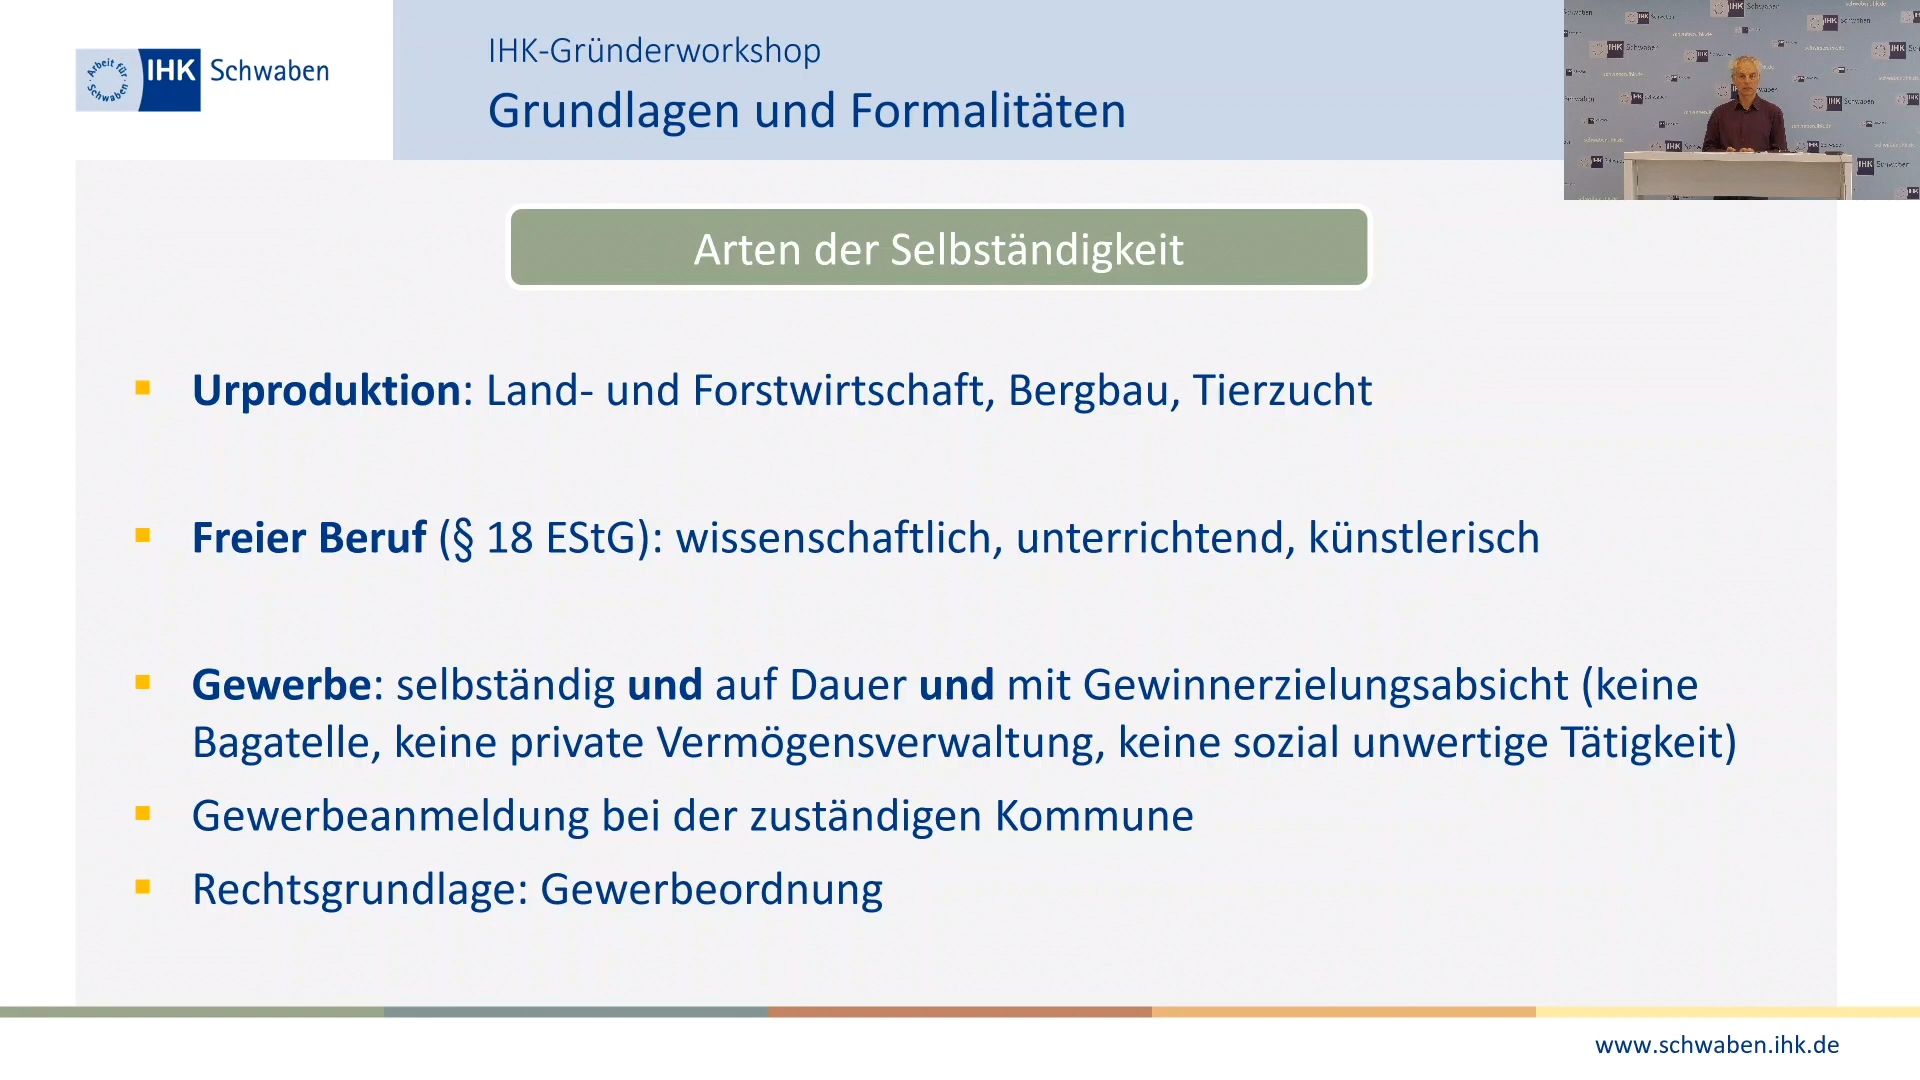 Arbeit für Schwaben
IHK Schwaben
IHK-Gründerworkshop
Grundlagen und Formalitäten
Arten der Selbständigkeit
Urproduktion: Land- und Forstwirtschaft, Bergbau, Tierzucht
Freier Beruf (§ 18 EStG): wissenschaftlich, unterrichtend, künstlerisch
Gewerbe: selbständig und auf Dauer und mit Gewinnerzielungsabsicht (keine
Bagatelle, keine private Vermögensverwaltung, keine sozial unwertige Tätigkeit)
Gewerbeanmeldung bei der zuständigen Kommune
Rechtsgrundlage: Gewerbeordnung
www.schwaben.ihk.de